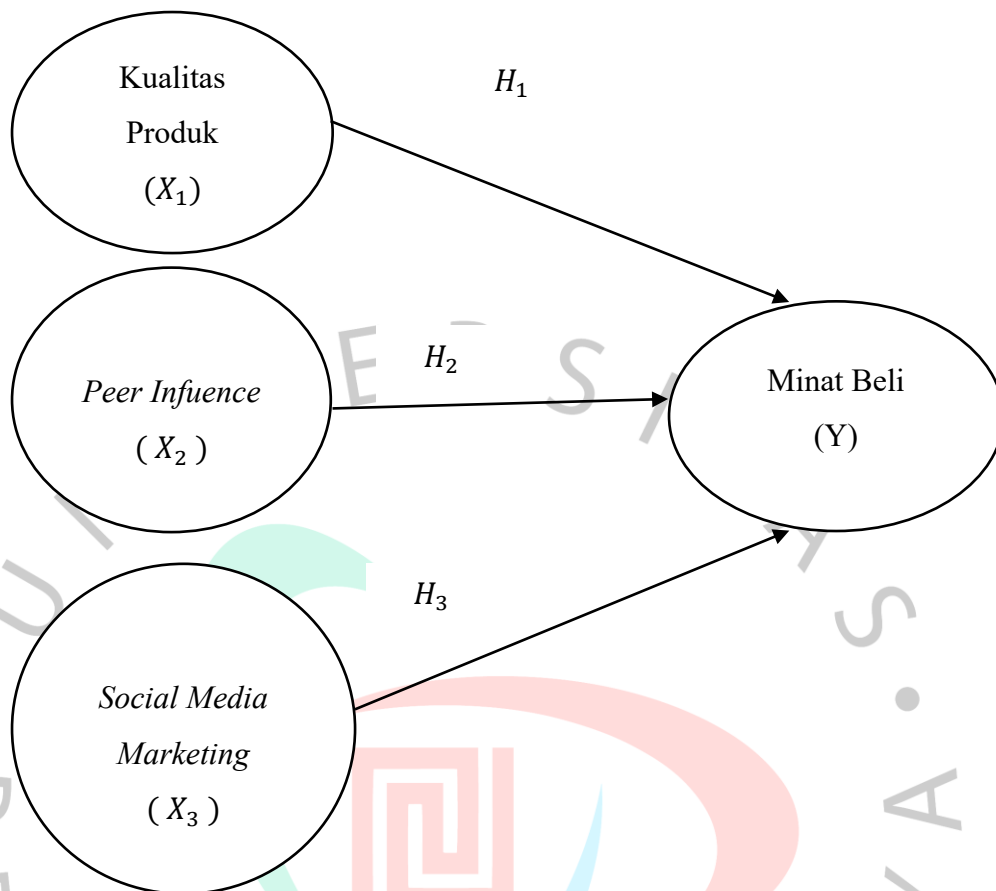 Kualitas
Produk
(X₁)
H₁
Peer Infuence
( X₂ )
H₂
Minat Beli
(Y)
Social Media
Marketing
( X₃ )
H₃